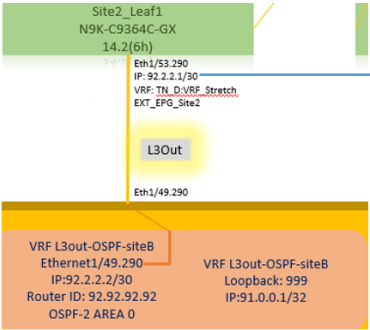 Site2_Leaf1
N9K-C9364C-GX
14.2(6h)
Eth1/53.290
IP: 92.2.2.1/30
VRF: TN_D:VRF_Stretch
EXT_EPG_Site2
L3Out
Eth1/49.290
VRF L3out-OSPF-siteB
Ethernet1/49.290
IP:92.2.2.2/30
Router ID: 92.92.92.92
OSPF-2 AREA 0
VRF L3out-OSPF-siteB
Loopback: 999
IP:91.0.0.1/32